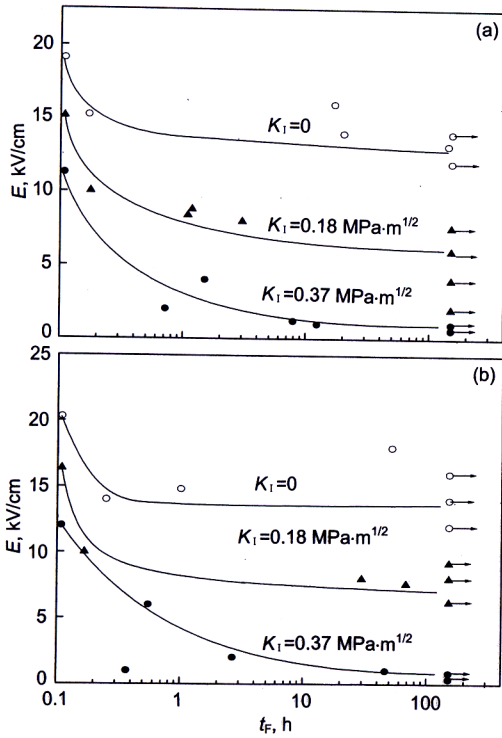 (a)
20
15
10
5
0
E, kV/cm
K_I=0
K_I=0.18 MPa·m^1/2
K_I=0.37 MPa·m^1/2
(b)
25
20
15
10
5
0
E, kV/cm
K_I=0
K_I=0.18 MPa·m^1/2
K_I=0.37 MPa·m^1/2
0.1 1 10 100
t_F, h